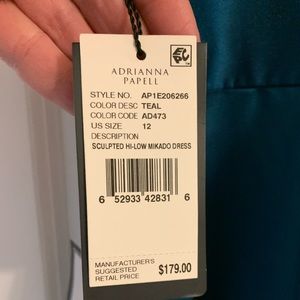 ADRIANNA
PAPELL
STYLE NO. AP1E206266
COLOR DESC TEAL
COLOR CODE AD473
US SIZE 12
DESCRIPTION
SCULPTED HI-LOW MIKADO DRESS
6 52933 42831 6
MANUFACTURER'S
SUGGESTED
RETAIL PRICE $179.00